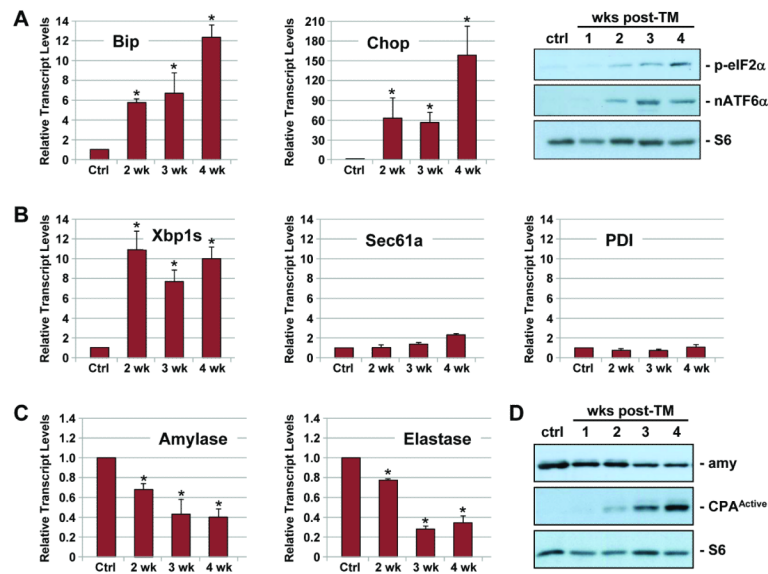 A
Relative Transcript Levels
14
12
10
8
6
4
2
0
Bip
*
*
*
Ctrl 2 wk 3 wk 4 wk
Relative Transcript Levels
210
180
150
120
90
60
30
0
Chop
*
*
*
Ctrl 2 wk 3 wk 4 wk
wks post-TM
ctrl 1 2 3 4
- p-eIF2α
- nATF6α
- S6
B
Relative Transcript Levels
14
12
10
8
6
4
2
0
Xbp1s
*
*
*
Ctrl 2 wk 3 wk 4 wk
Relative Transcript Levels
14
12
10
8
6
4
2
0
Sec61a
Ctrl 2 wk 3 wk 4 wk
Relative Transcript Levels
14
12
10
8
6
4
2
0
PDI
Ctrl 2 wk 3 wk 4 wk
C
Relative Transcript Levels
1.4
1.2
1.0
0.8
0.6
0.4
0.2
0
Amylase
*
*
*
Ctrl 2 wk 3 wk 4 wk
Relative Transcript Levels
1.4
1.2
1.0
0.8
0.6
0.4
0.2
0
Elastase
*
*
*
Ctrl 2 wk 3 wk 4 wk
D
wks post-TM
ctrl 1 2 3 4
- amy
- CPAActive
- S6